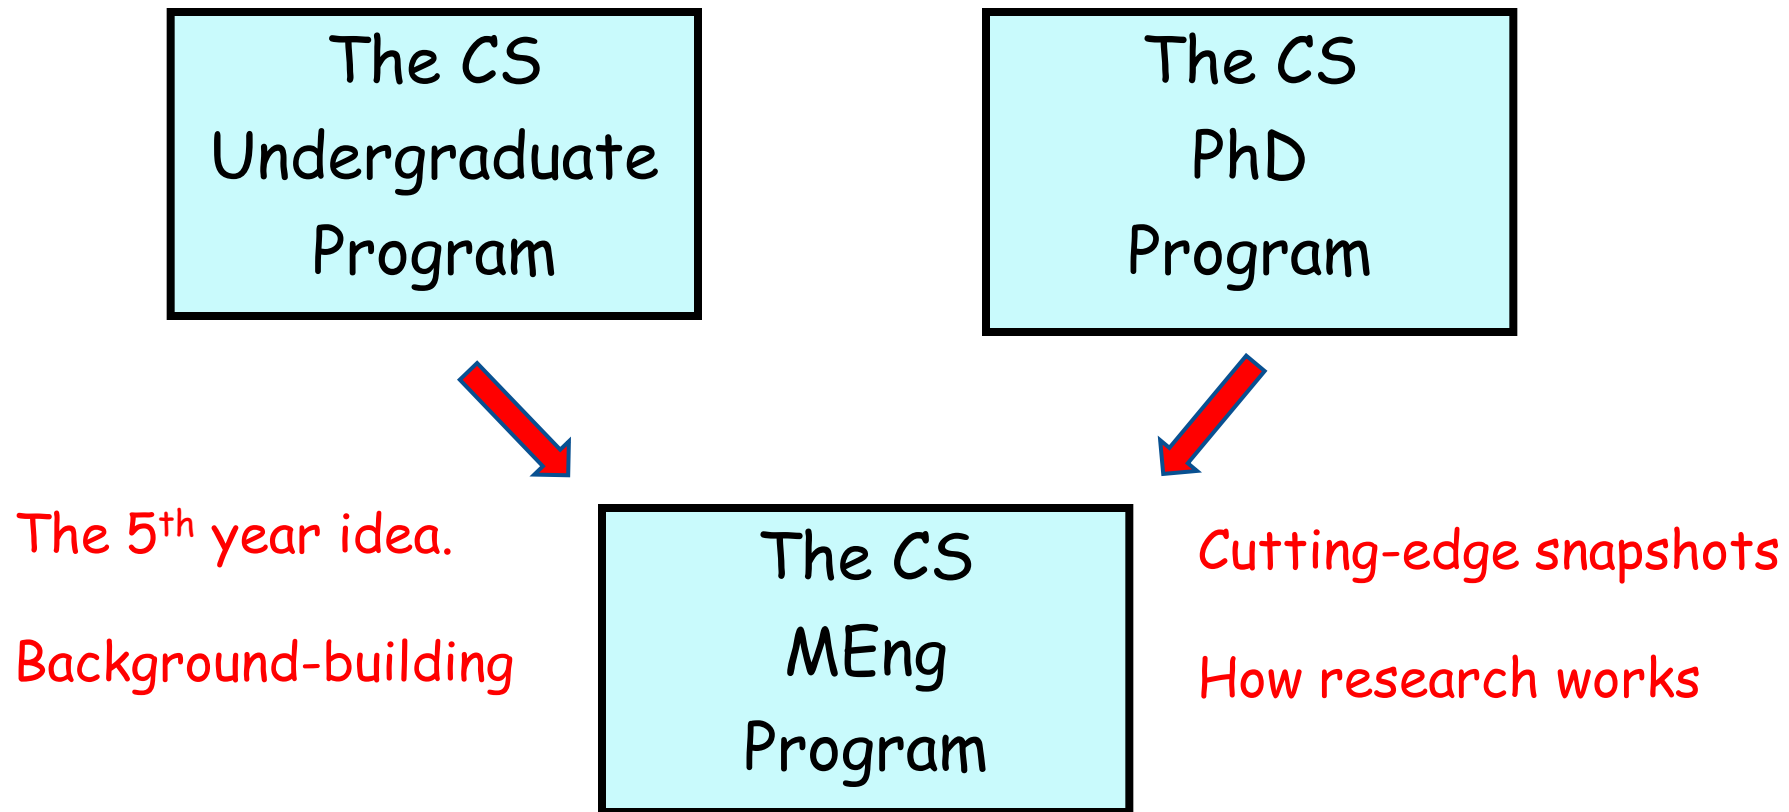 The CS
Undergraduate
Program
The CS
PhD
Program
The 5th year idea.
Background-building
The CS
MEng
Program
Cutting-edge snapshots
How research works